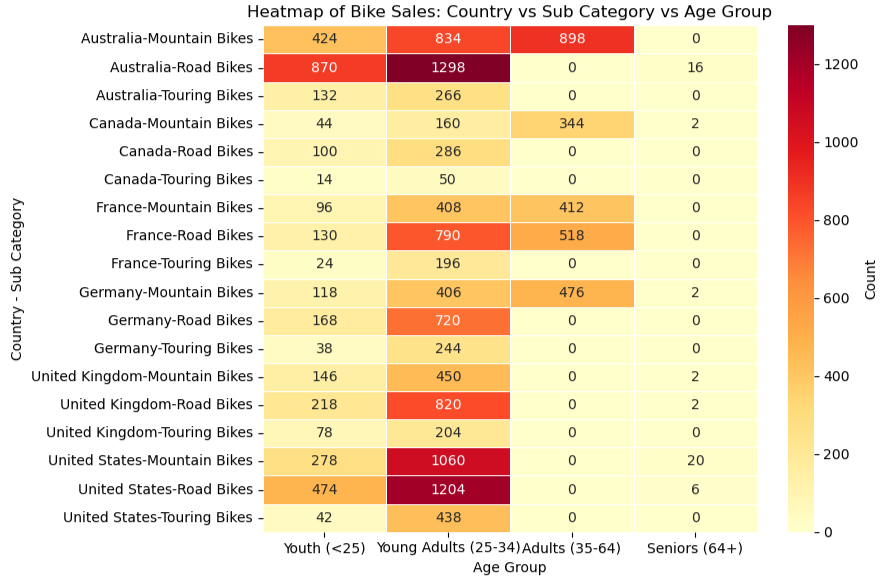 Heatmap of Bike Sales: Country vs Sub Category vs Age Group
Australia-Mountain Bikes 424 834 898 0
Australia-Road Bikes 870 1298 0 16
Australia-Touring Bikes 132 266 0 0
Canada-Mountain Bikes 44 160 344 2
Canada-Road Bikes 100 286 0 0
Canada-Touring Bikes 14 50 0 0
France-Mountain Bikes 96 408 412 0
France-Road Bikes 130 790 518 0
France-Touring Bikes 24 196 0 0
Germany-Mountain Bikes 118 406 476 2
Germany-Road Bikes 168 720 0 0
Germany-Touring Bikes 38 244 0 0
United Kingdom-Mountain Bikes 146 450 0 2
United Kingdom-Road Bikes 218 820 0 2
United Kingdom-Touring Bikes 78 204 0 0
United States-Mountain Bikes 278 1060 0 20
United States-Road Bikes 474 1204 0 6
United States-Touring Bikes 42 438 0 0
Youth (<25) Young Adults (25-34) Adults (35-64) Seniors (64+)
Age Group
Country - Sub Category
1200
1000
800
600
400
200
0
Count